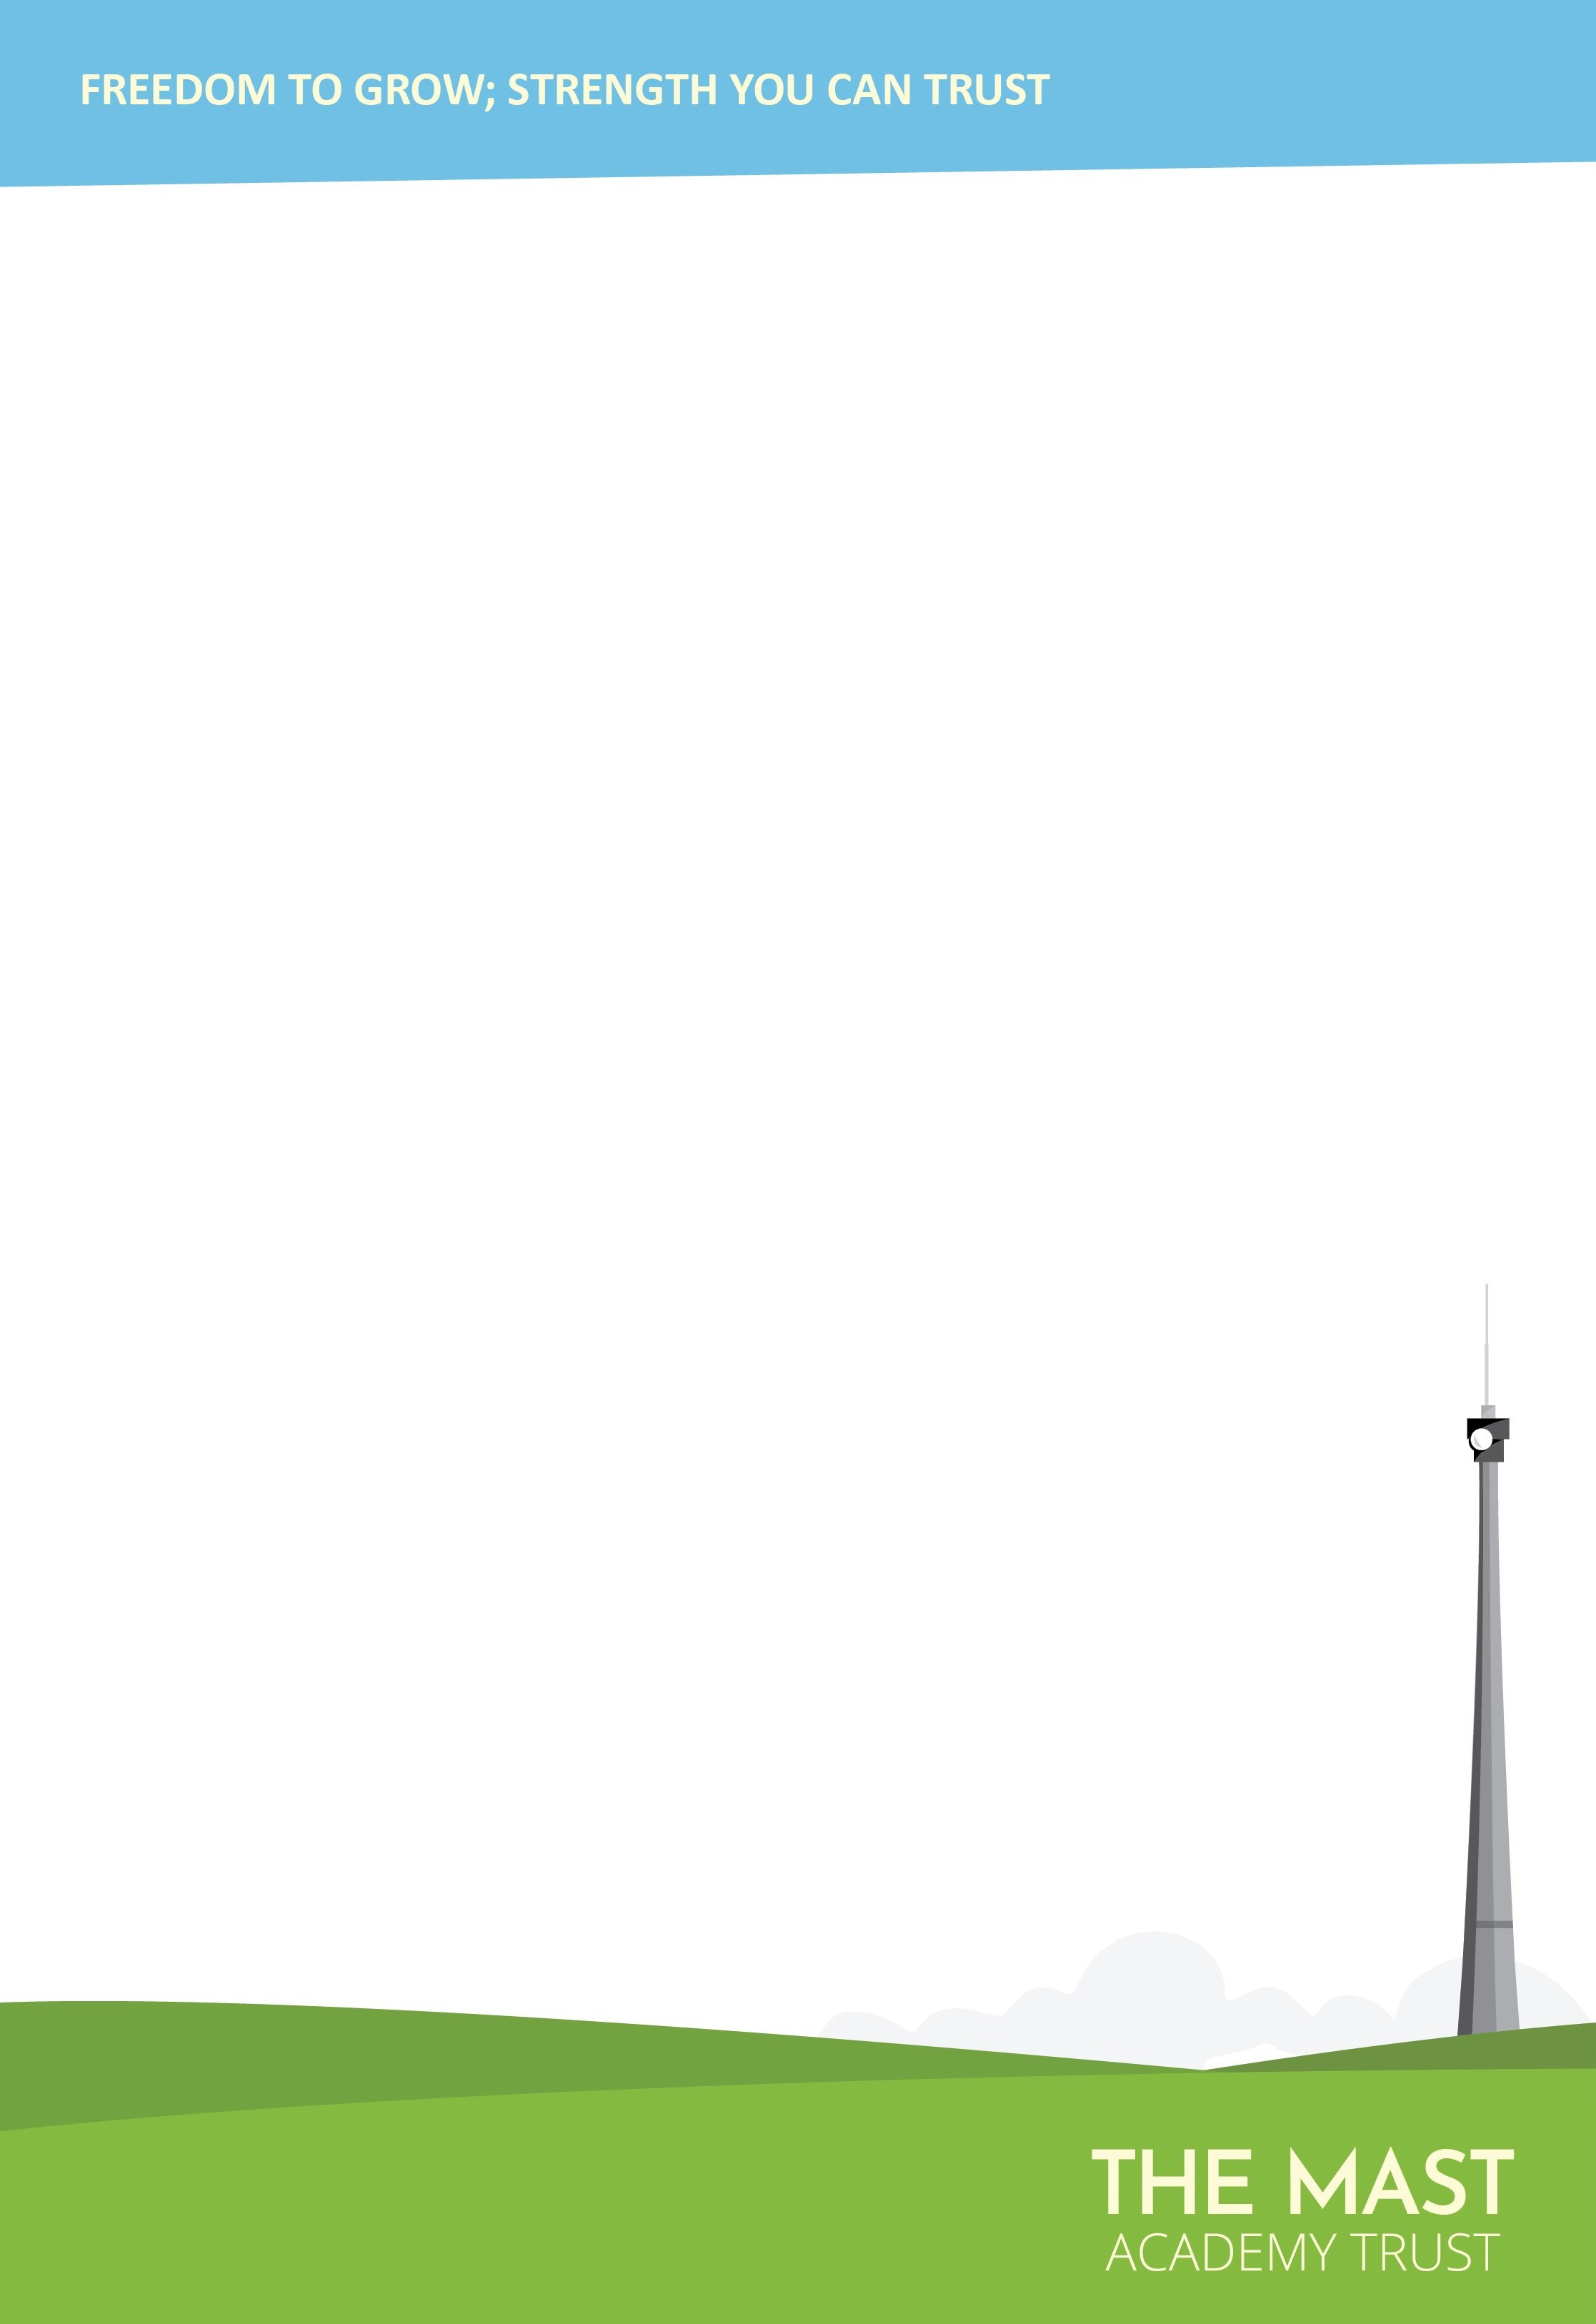 FREEDOM TO GROW; STRENGTH YOU CAN TRUST
THE MAST
ACADEMY TRUST